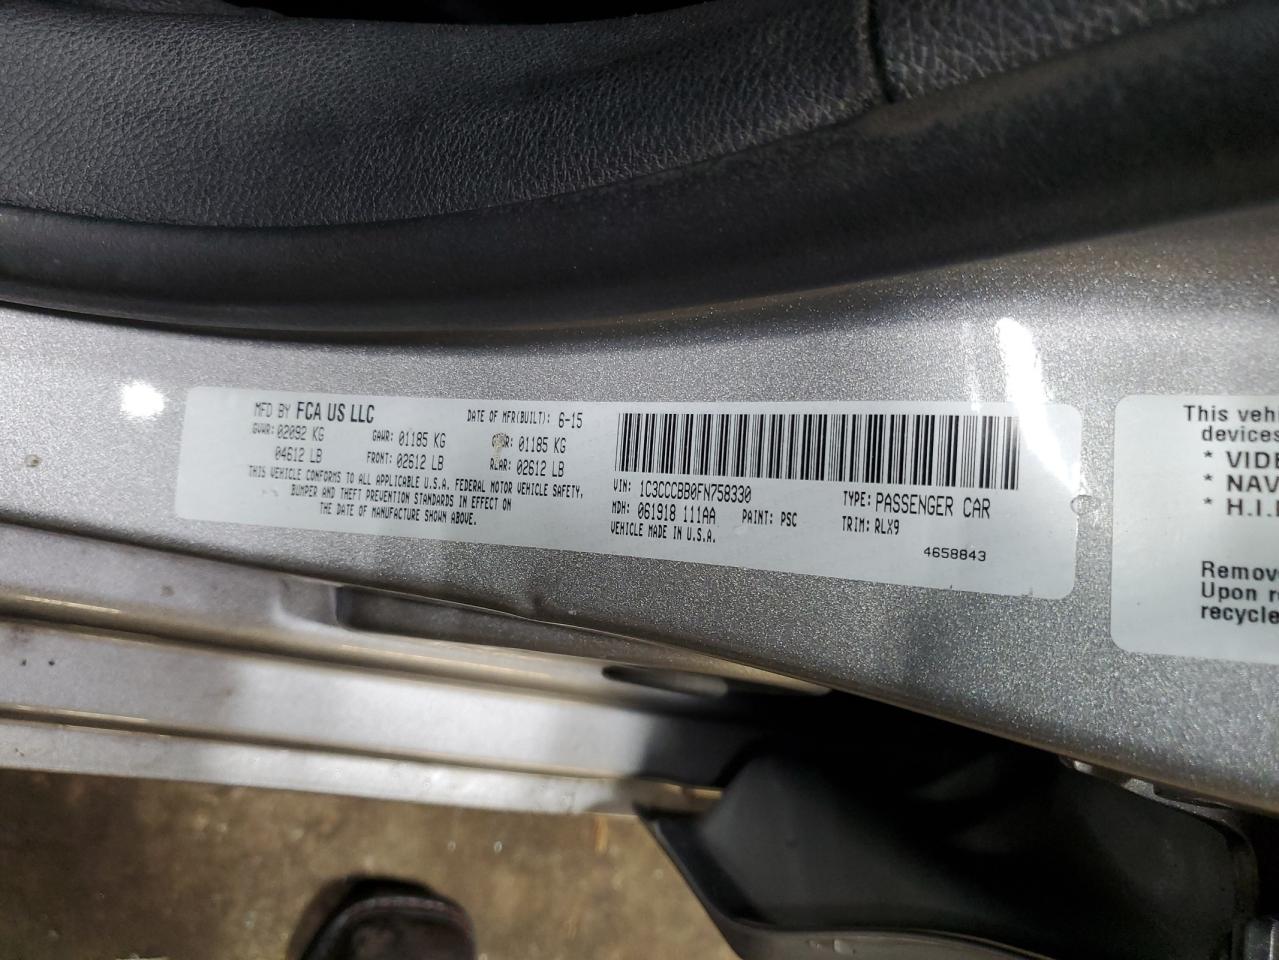 MFD BY FCA US LLC DATE OF MFR(BUILT): 6-15
GVWR: 02092 KG GAWR: 01185 KG 01185 KG
04612 LB FRONT: 02612 LB REAR: 02612 LB
THIS VEHICLE CONFORMS TO ALL APPLICABLE U.S.A. FEDERAL MOTOR VEHICLE SAFETY,
BUMPER AND THEFT PREVENTION STANDARDS IN EFFECT ON
THE DATE OF MANUFACTURE SHOWN ABOVE.
VIN: 1C3CCCBB0FN758330 TYPE: PASSENGER CAR
MDH: 061918 111AA PAINT: PSC TRIM: RLX9
VEHICLE MADE IN U.S.A.
4658843
This vehi
devices
* VIDE
* NAV
* H.I.
Remov
Upon r
recycle